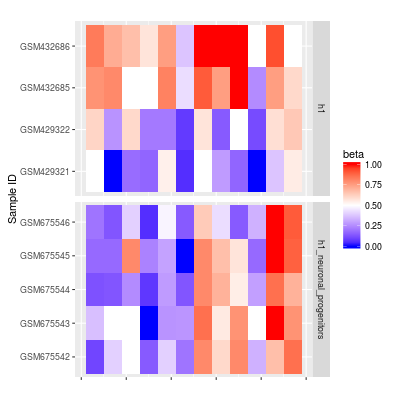 GSM432686
GSM432685
GSM429322
GSM429321
h1
GSM675546
GSM675545
GSM675544
GSM675543
GSM675542
h1_neuronal_progenitors
Sample ID
beta
1.00
0.75
0.50
0.25
0.00